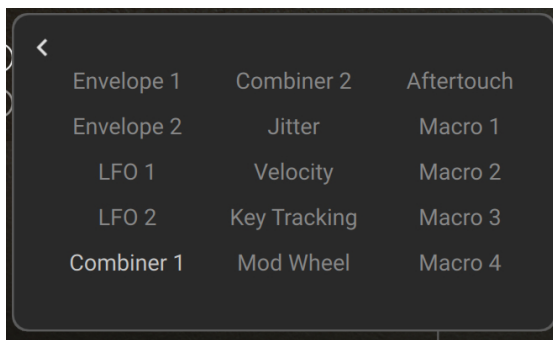 Envelope 1 Combiner 2 Aftertouch
Envelope 2 Jitter Macro 1
LFO 1 Velocity Macro 2
LFO 2 Key Tracking Macro 3
Combiner 1 Mod Wheel Macro 4